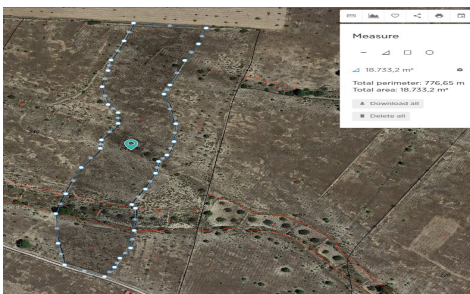 Measure
18.733,2 m²
Total perimeter: 776,65 m
Total area: 18.733,2 m²
Download all
Delete all